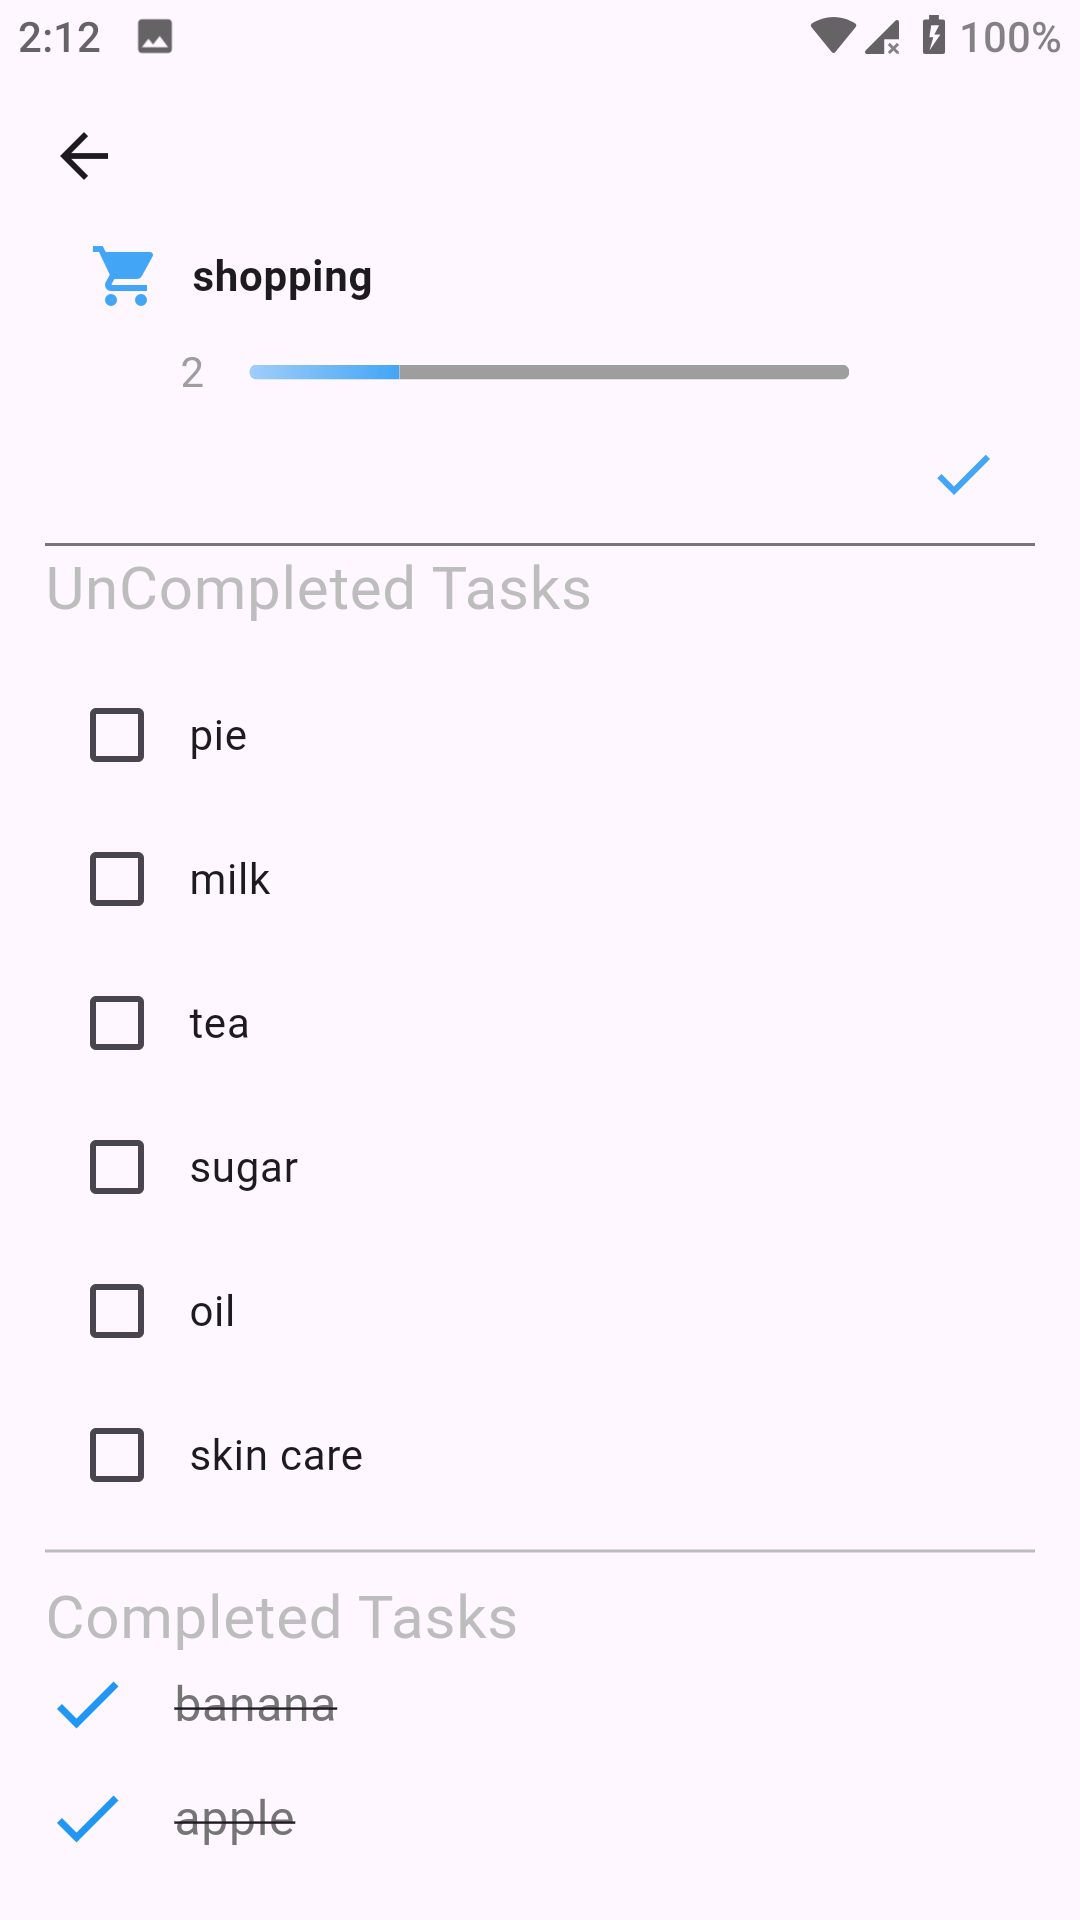 2:12 100%
shopping
2
UnCompleted Tasks
pie
milk
tea
sugar
oil
skin care
Completed Tasks
banana
apple